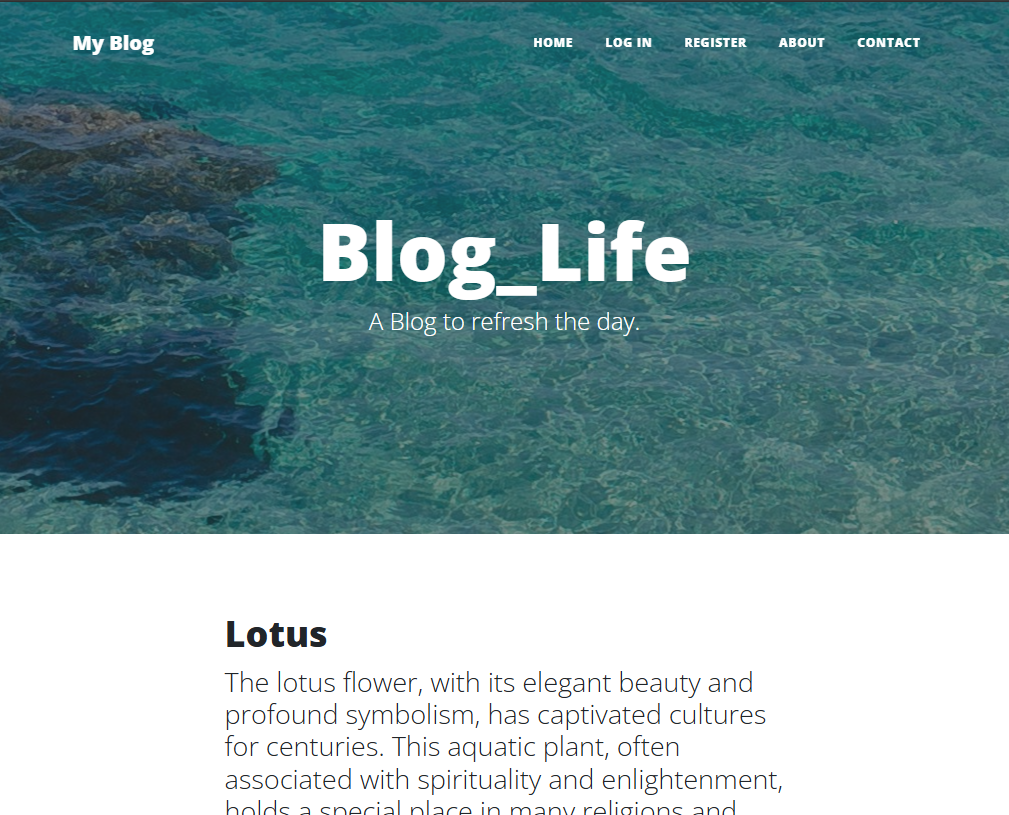 My Blog
HOME LOG IN REGISTER ABOUT CONTACT
Blog_Life
A Blog to refresh the day.
Lotus
The lotus flower, with its elegant beauty and
profound symbolism, has captivated cultures
for centuries. This aquatic plant, often
associated with spirituality and enlightenment,
holds a special place in many religions and